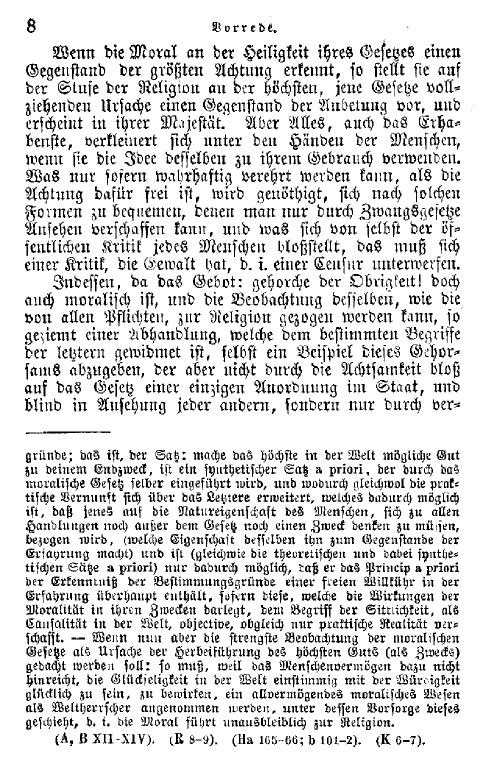 8 Vorrede.
Wenn die Moral an der Heiligkeit ihres Gesetzes einen
Gegenstand der größten Achtung erkennt, so stellt sie auf
der Stufe der Religion an der höchsten, jene Gesetze voll-
ziehenden Ursache einen Gegenstand der Anbetung vor, und
erscheint in ihrer Majestät. Aber Alles, auch das Erha-
benste, verkleinert sich unter den Händen der Menschen,
wenn sie die Idee desselben zu ihrem Gebrauch verwenden.
Was nur sofern wahrhaftig verehrt werden kann, als die
Achtung dafür frei ist, wird genöthigt, sich nach solchen
Formen zu bequemen, denen man nur durch Zwangsgesetze
Ansehen verschaffen kann, und was sich von selbst der öf-
fentlichen Kritik jedes Menschen bloßstellt, das muß sich
einer Kritik, die Gewalt hat, d. i. einer Censur unterwerfen.
Indessen, da das Gebot: gehorche der Obrigkeit! doch
auch moralisch ist, und die Beobachtung desselben, wie die
von allen Pflichten, zur Religion gezogen werden kann, so
geziemt einer Abhandlung, welche dem bestimmten Begriffe
der letztern gewidmet ist, selbst ein Beispiel dieses Gehor-
sams abzugeben, der aber nicht durch die Achtsamkeit bloß
auf das Gesetz einer einzigen Anordnung im Staat, und
blind in Ansehung jeder andern, sondern nur durch ver-
gründe; das ist, der Satz: mache das höchste in der Welt mögliche Gut
zu deinem Endzweck, ist ein synthetischer Satz a priori, der durch das
moralische Gesetz selber eingeführt wird, und wodurch gleichwol die prak-
tische Vernunft sich über das Letztere erweitert, welches dadurch möglich
ist, daß jenes auf die Natureigenschaft des Menschen, sich zu allen
Handlungen noch außer dem Gesetz noch einen Zweck denken zu müssen,
bezogen wird, (welche Eigenschaft desselben ihn zum Gegenstande der
Erfahrung macht) und ist (gleichwie die theoretischen und dabei synthe-
tischen Sätze a priori) nur dadurch möglich, daß er das Princip a priori
der Erkenntniß der Bestimmungsgründe einer freien Willkühr in der
Erfahrung überhaupt enthält, sofern diese, welche die Wirkungen der
Moralität in ihren Zwecken darlegt, dem Begriff der Sittlichkeit, als
Causalität in der Welt, objective, obgleich nur praktische Realität ver-
schafft. — Wenn nun aber die strengste Beobachtung der moralischen
Gesetze als Ursache der Herbeiführung des höchsten Guts (als Zwecks)
gedacht werden soll: so muß, weil das Menschenvermögen dazu nicht
hinreicht, die Glückseligkeit in der Welt einstimmig mit der Würdigkeit
glücklich zu sein, zu bewirken, ein allvermögendes moralisches Wesen
als Weltherrscher angenommen werden, unter dessen Vorsorge dieses
geschieht, d. i. die Moral führt unausbleiblich zur Religion.
(A, B XII-XIV). (R 8-9). (Ha 165-66; b 101-2). (K 6-7).